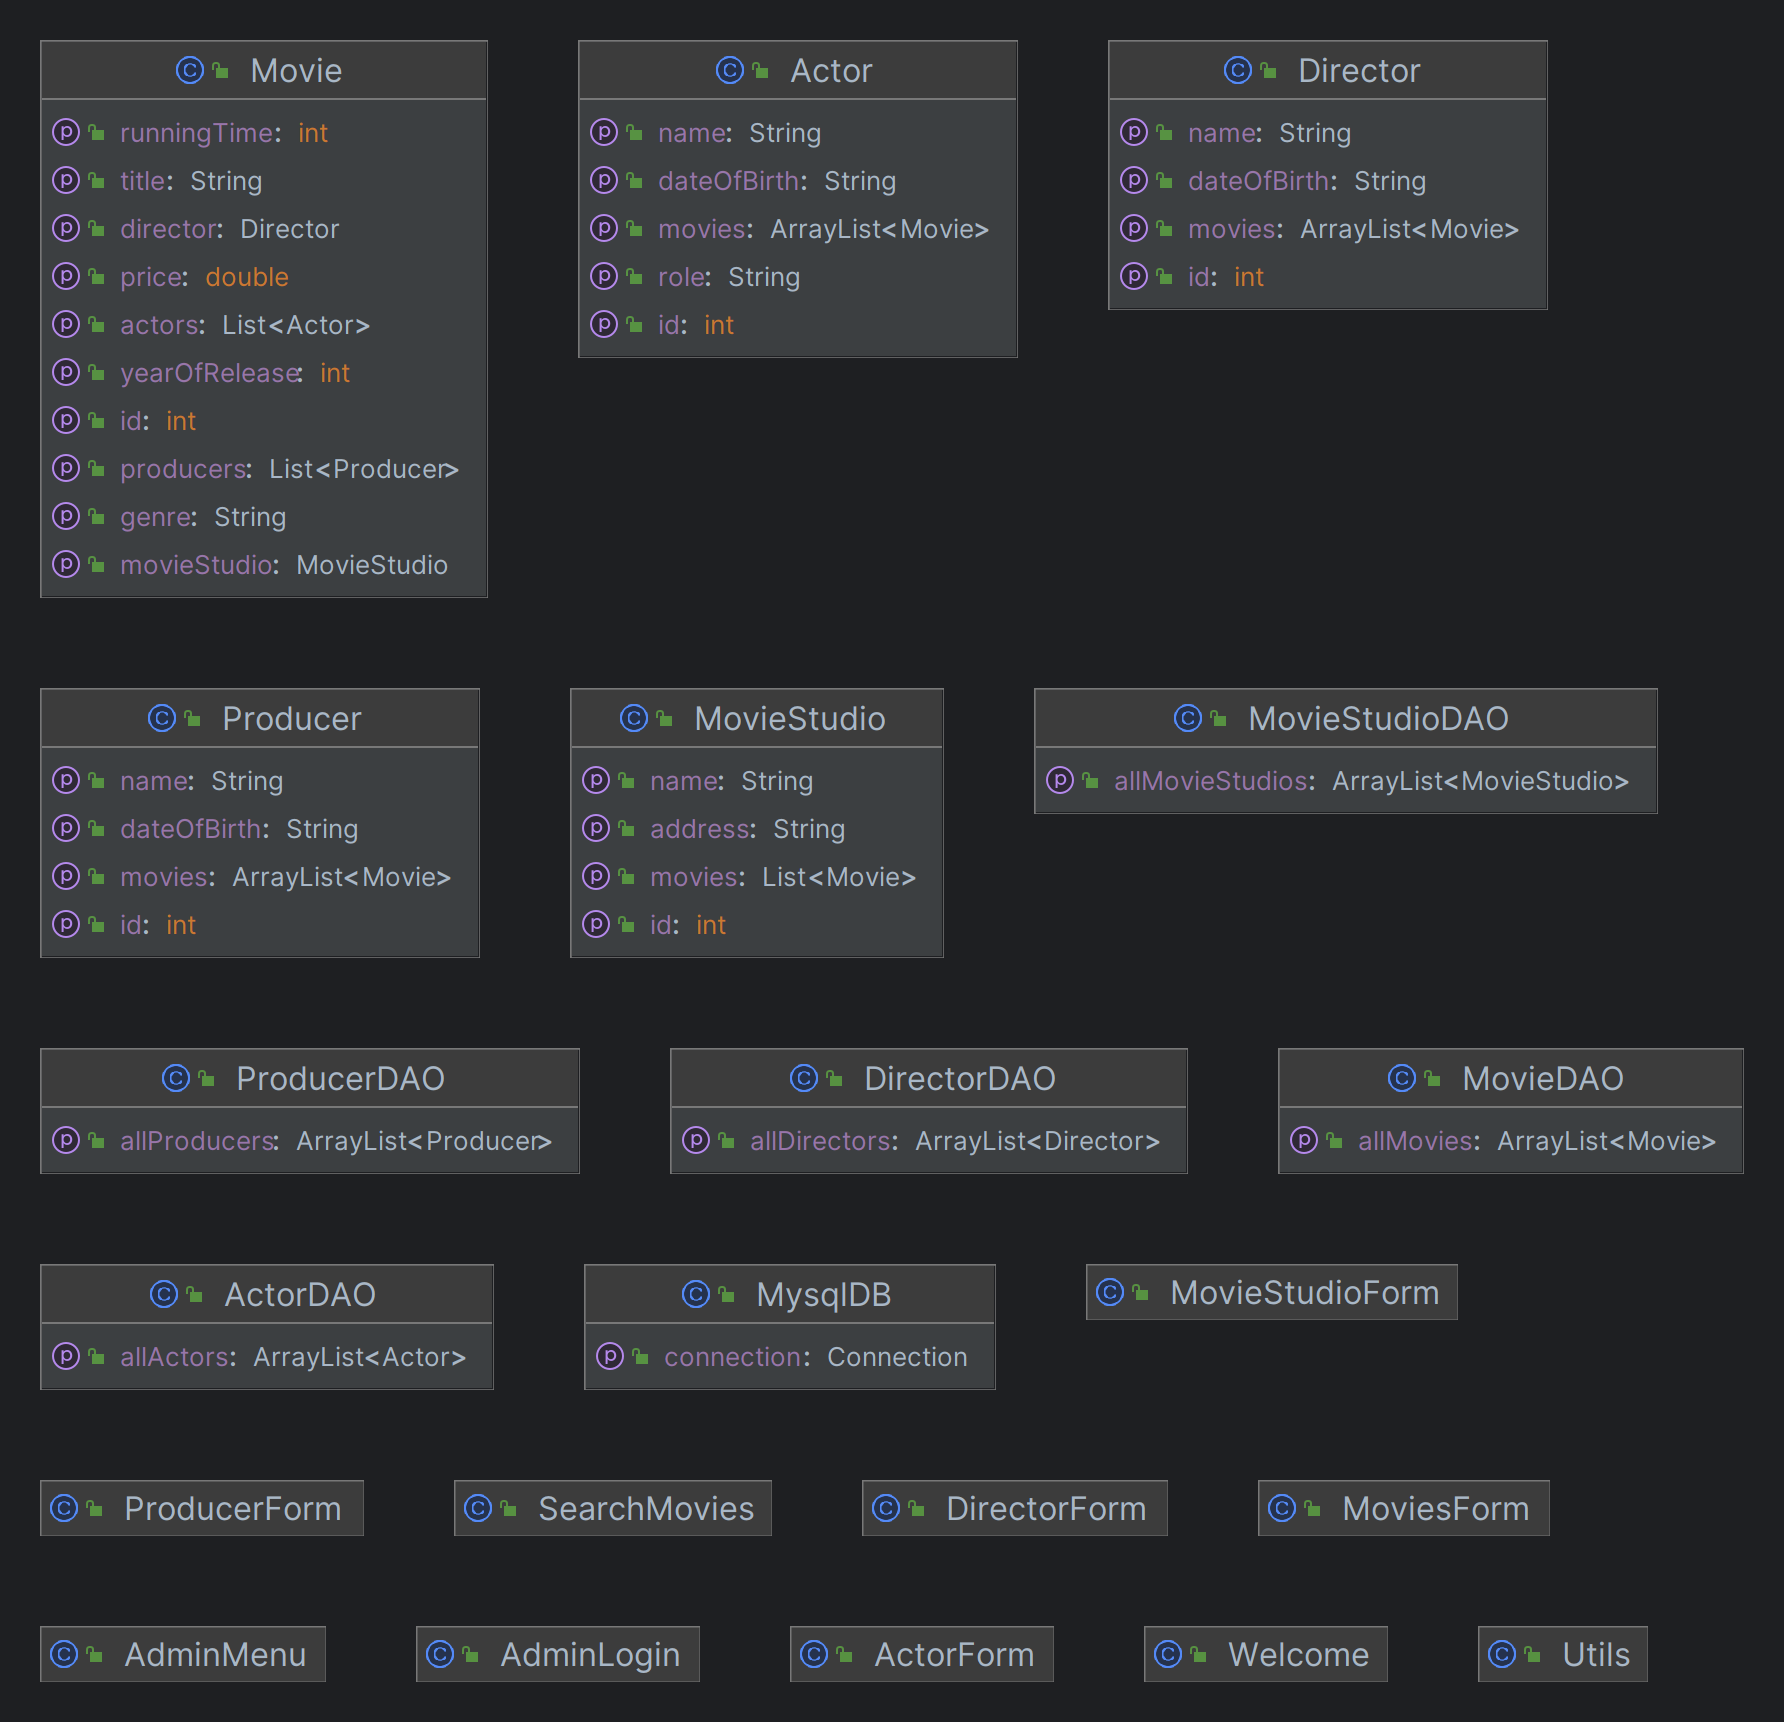 Movie
runningTime: int
title: String
director: Director
price: double
actors: List<Actor>
yearOfRelease: int
id: int
producers: List<Producer>
genre: String
movieStudio: MovieStudio
Actor
name: String
dateOfBirth: String
movies: ArrayList<Movie>
role: String
id: int
Director
name: String
dateOfBirth: String
movies: ArrayList<Movie>
id: int
Producer
name: String
dateOfBirth: String
movies: ArrayList<Movie>
id: int
MovieStudio
name: String
address: String
movies: List<Movie>
id: int
MovieStudioDAO
allMovieStudios: ArrayList<MovieStudio>
ProducerDAO
allProducers: ArrayList<Producer>
DirectorDAO
allDirectors: ArrayList<Director>
MovieDAO
allMovies: ArrayList<Movie>
ActorDAO
allActors: ArrayList<Actor>
MysqlDB
connection: Connection
MovieStudioForm
ProducerForm
SearchMovies
DirectorForm
MoviesForm
AdminMenu
AdminLogin
ActorForm
Welcome
Utils